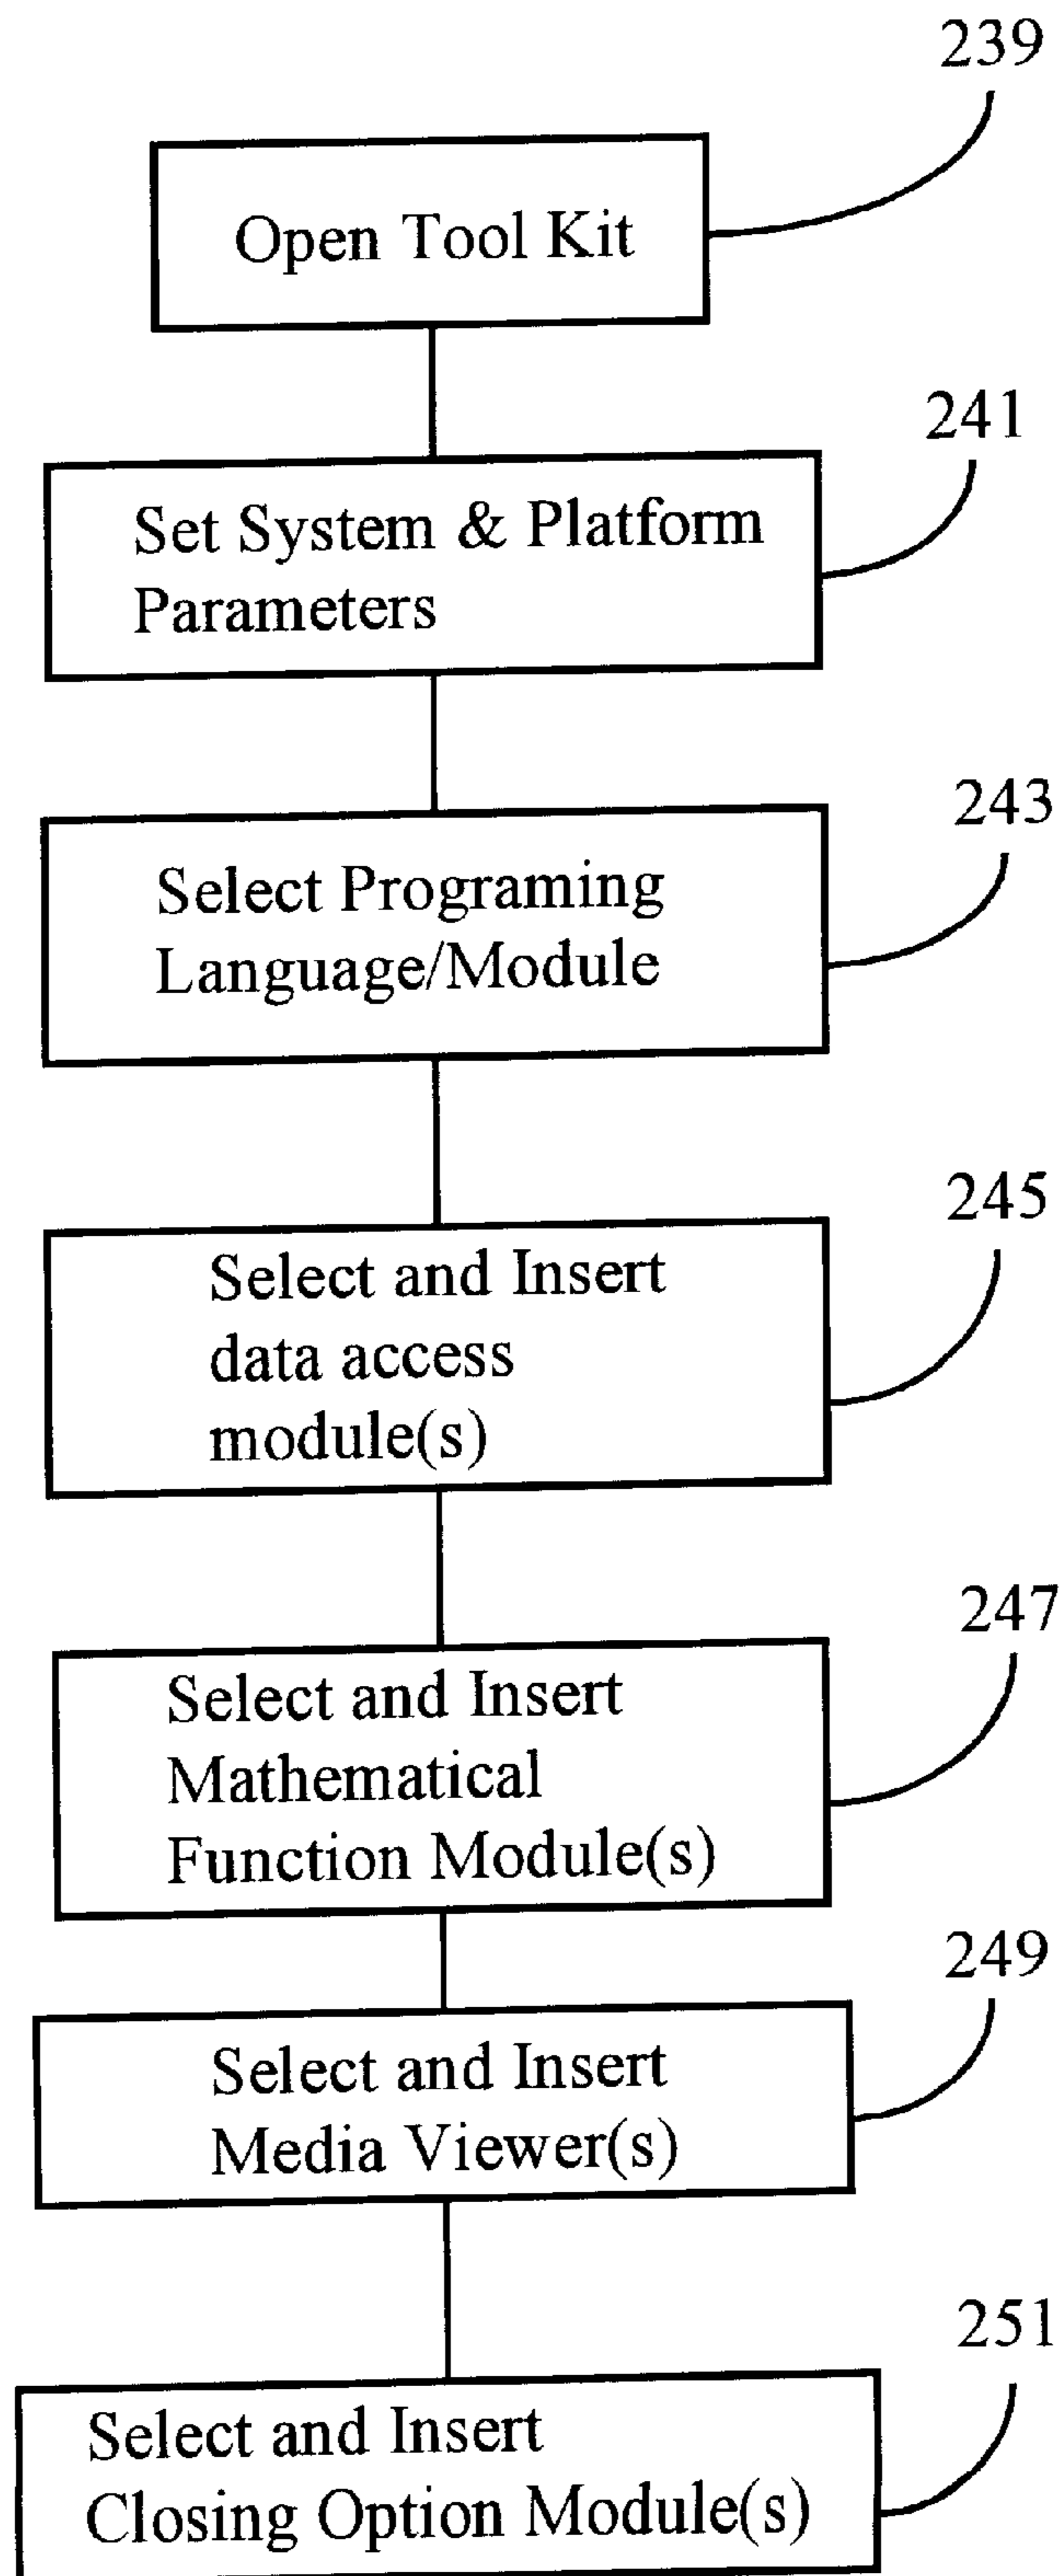 239
Open Tool Kit
241
Set System & Platform
Parameters
243
Select Programing
Language/Module
245
Select and Insert
data access
module(s)
247
Select and Insert
Mathematical
Function Module(s)
249
Select and Insert
Media Viewer(s)
251
Select and Insert
Closing Option Module(s)